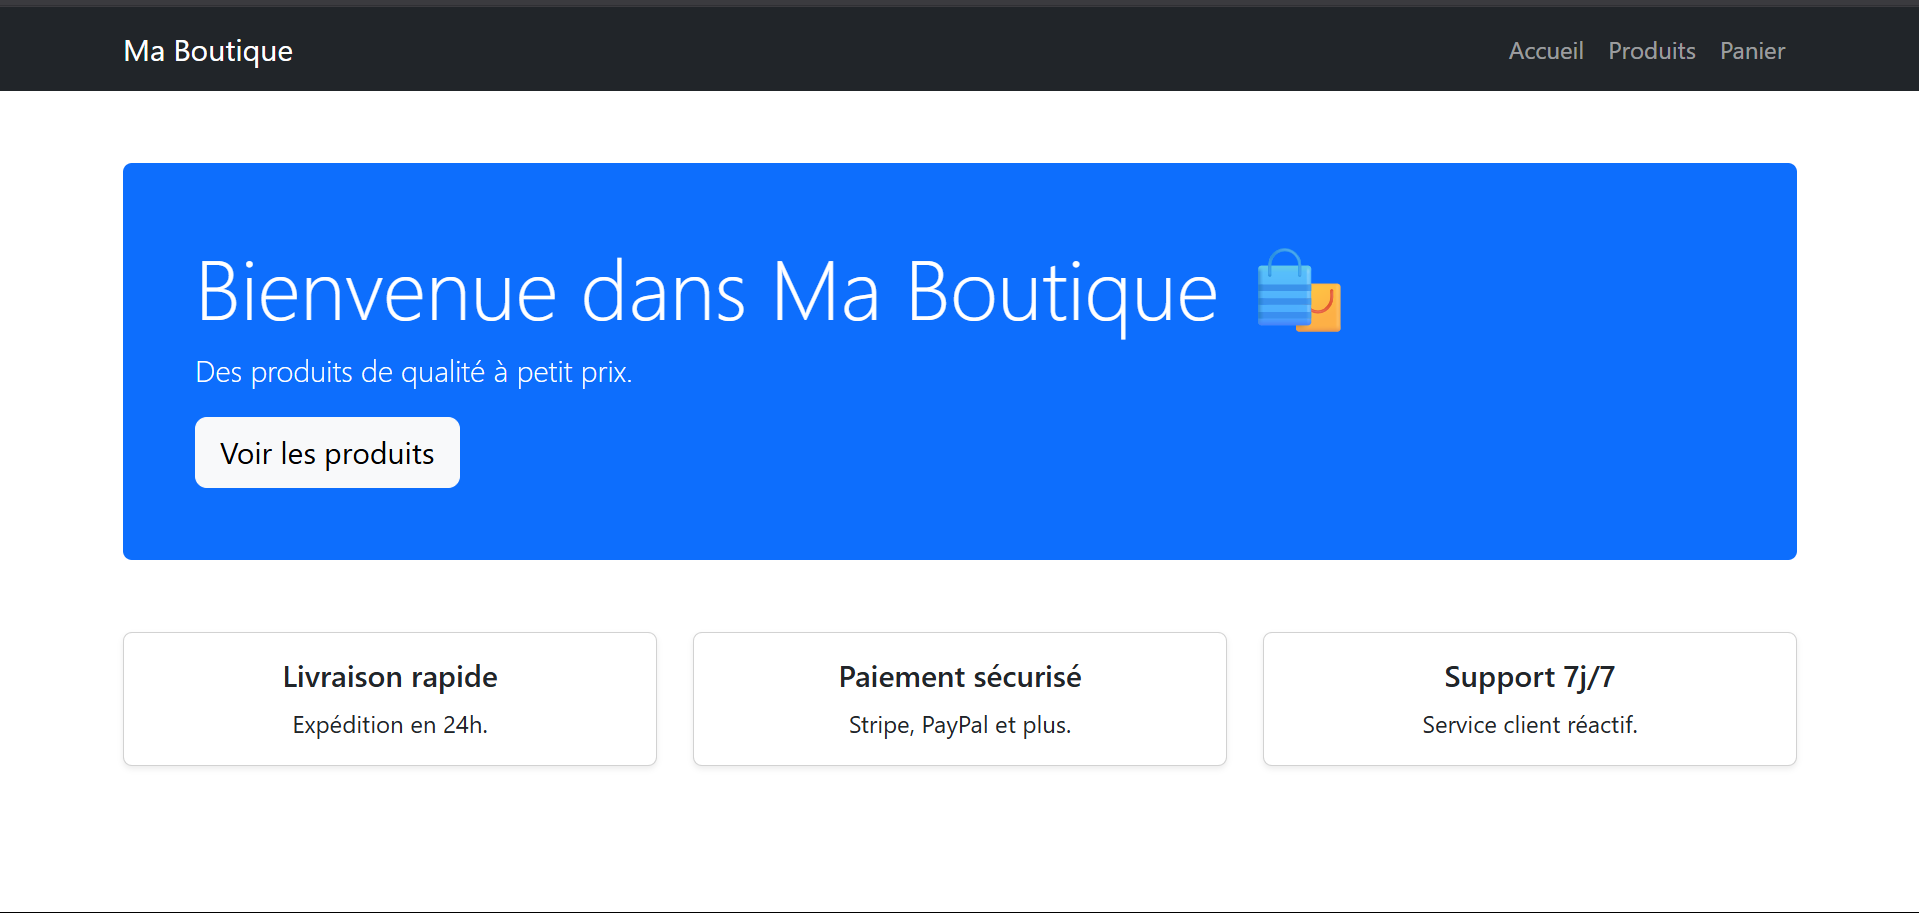 Ma Boutique
Accueil Produits Panier
Bienvenue dans Ma Boutique 🛍️
Des produits de qualité à petit prix.
Voir les produits
Livraison rapide
Expédition en 24h.
Paiement sécurisé
Stripe, PayPal et plus.
Support 7j/7
Service client réactif.